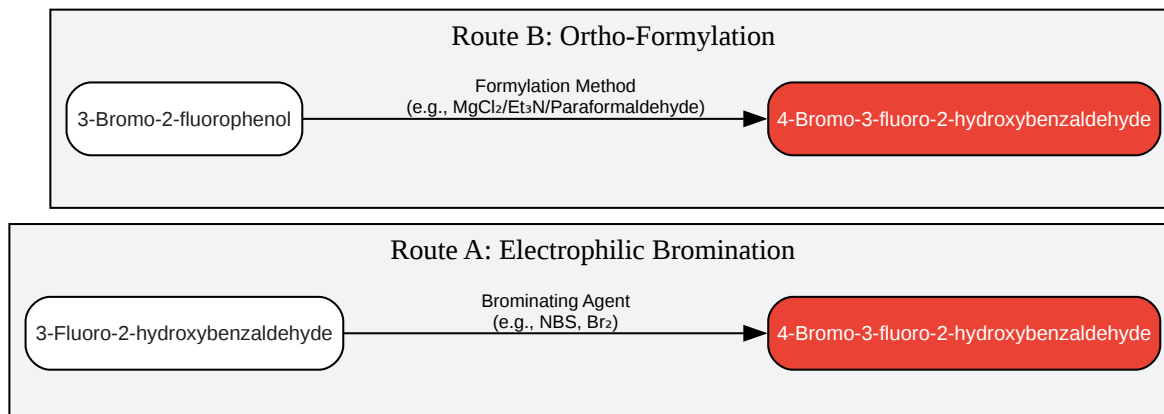 Route B: Ortho-Formylation
3-Bromo-2-fluorophenol
Formylation Method
(e.g., MgCl₂/Et₃N/Paraformaldehyde)
4-Bromo-3-fluoro-2-hydroxybenzaldehyde
Route A: Electrophilic Bromination
3-Fluoro-2-hydroxybenzaldehyde
Brominating Agent
(e.g., NBS, Br₂)
4-Bromo-3-fluoro-2-hydroxybenzaldehyde